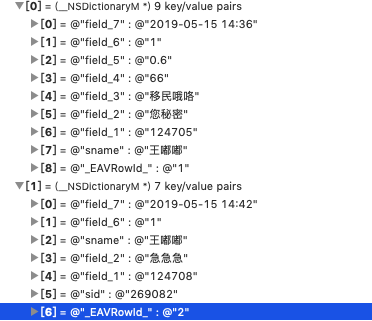 [0] = (__NSDictionaryM *) 9 key/value pairs
[0] = @"field_7" : @"2019-05-15 14:36"
[1] = @"field_6" : @"1"
[2] = @"field_5" : @"0.6"
[3] = @"field_4" : @"66"
[4] = @"field_3" : @"移民哦咯"
[5] = @"field_2" : @"您秘密"
[6] = @"field_1" : @"124705"
[7] = @"sname" : @"王嘟嘟"
[8] = @"_EAVRowId_" : @"1"
[1] = (__NSDictionaryM *) 7 key/value pairs
[0] = @"field_7" : @"2019-05-15 14:42"
[1] = @"field_6" : @"1"
[2] = @"sname" : @"王嘟嘟"
[3] = @"field_2" : @"急急急"
[4] = @"field_1" : @"124708"
[5] = @"sid" : @"269082"
[6] = @"_EAVRowId_" : @"2"